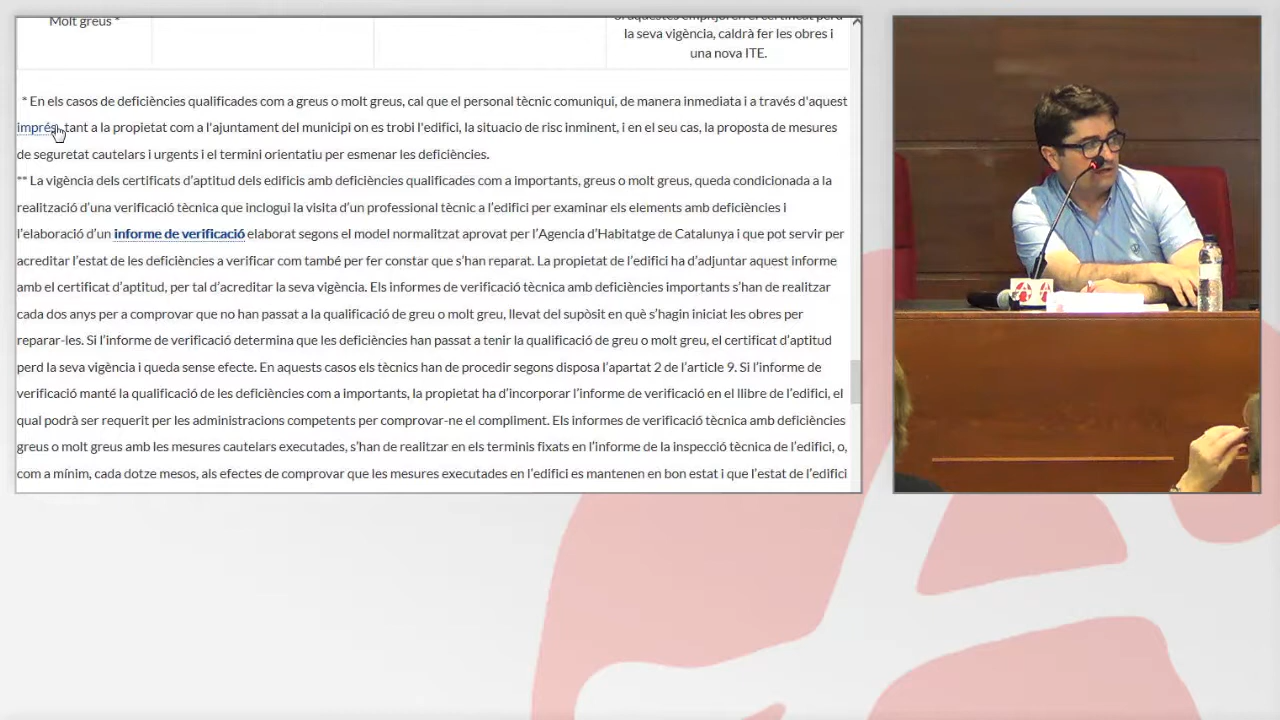 Molt greus *
d'aquestes empitjoren el certificat perd
la seva vigència, caldrà fer les obres i
una nova ITE.
* En els casos de deficiències qualificades com a greus o molt greus, cal que el personal tècnic comuniqui, de manera inmediata i a través d’aquest
imprés, tant a la propietat com a l'ajuntament del municipi on es trobi l'edifici, la situacio de risc inminent, i en el seu cas, la proposta de mesures
de seguretat cautelars i urgents i el termini orientatiu per esmenar les deficiències.
** La vigència dels certificats d’aptitud dels edificis amb deficiències qualificades com a importants, greus o molt greus, queda condicionada a la
realització d’una verificació tècnica que inclogui la visita d’un professional tècnic a l’edifici per examinar els elements amb deficiències i
l’elaboració d’un informe de verificació elaborat segons el model normalitzat aprovat per l’Agencia d’Habitatge de Catalunya i que pot servir per
acreditar l’estat de les deficiències a verificar com també per fer constar que s’han reparat. La propietat de l’edifici ha d’adjuntar aquest informe
amb el certificat d’aptitud, per tal d’acreditar la seva vigència. Els informes de verificació tècnica amb deficiències importants s’han de realitzar
cada dos anys per a comprovar que no han passat a la qualificació de greu o molt greu, llevat del supòsit en què s’hagin iniciat les obres per
reparar-les. Si l’informe de verificació determina que les deficiències han passat a tenir la qualificació de greu o molt greu, el certificat d’aptitud
perd la seva vigència i queda sense efecte. En aquests casos els tècnics han de procedir segons disposa l’apartat 2 de l’article 9. Si l’informe de
verificació manté la qualificació de les deficiències com a importants, la propietat ha d’incorporar l’informe de verificació en el llibre de l’edifici, el
qual podrà ser requerit per les administracions competents per comprovar-ne el compliment. Els informes de verificació tècnica amb deficiències
greus o molt greus amb les mesures cautelars executades, s’han de realitzar en els terminis fixats en l’informe de la inspecció tècnica de l’edifici, o,
com a mínim, cada dotze mesos, als efectes de comprovar que les mesures executades en l’edifici es mantenen en bon estat i que l’estat de l’edifici